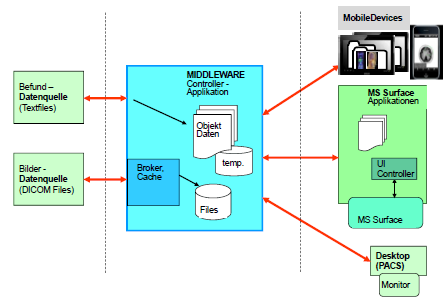 MobileDevices
Befund –
Datenquelle
(Textfiles)
Bilder -
Datenquelle
(DICOM Files)
MIDDLEWARE
Controller -
Applikation
Objekt
Daten
temp.
Broker,
Cache
Files
MS Surface
Applikationen
UI
Controller
MS Surface
Desktop
(PACS)
Monitor